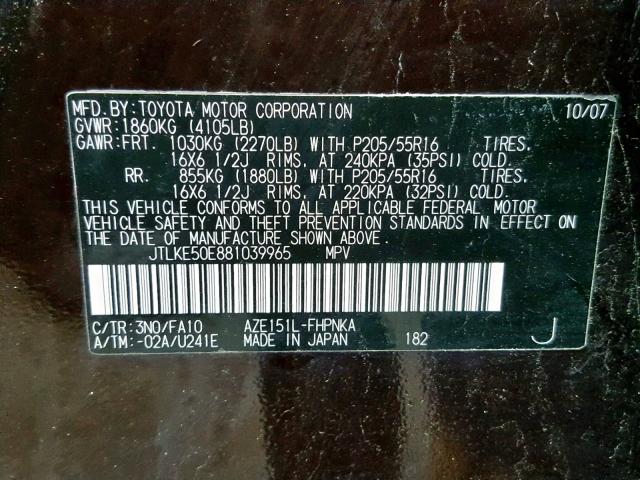 MFD. BY: TOYOTA MOTOR CORPORATION 10/07
GVWR: 1860KG (4105LB)
GAWR: FRT. 1030KG (2270LB) WITH P205/55R16 TIRES.
16X6 1/2J RIMS. AT 240KPA (35PSI) COLD.
RR. 855KG (1880LB) WITH P205/55R16 TIRES.
16X6 1/2J RIMS. AT 220KPA (32PSI) COLD.
THIS VEHICLE CONFORMS TO ALL APPLICABLE FEDERAL MOTOR
VEHICLE SAFETY AND THEFT PREVENTION STANDARDS IN EFFECT ON
THE DATE OF MANUFACTURE SHOWN ABOVE.
JTLKE50E881039965 MPV
C/TR: 3N0/FA10 AZE151L-FHPNKA
A/TM: -02A/U241E MADE IN JAPAN 182 J